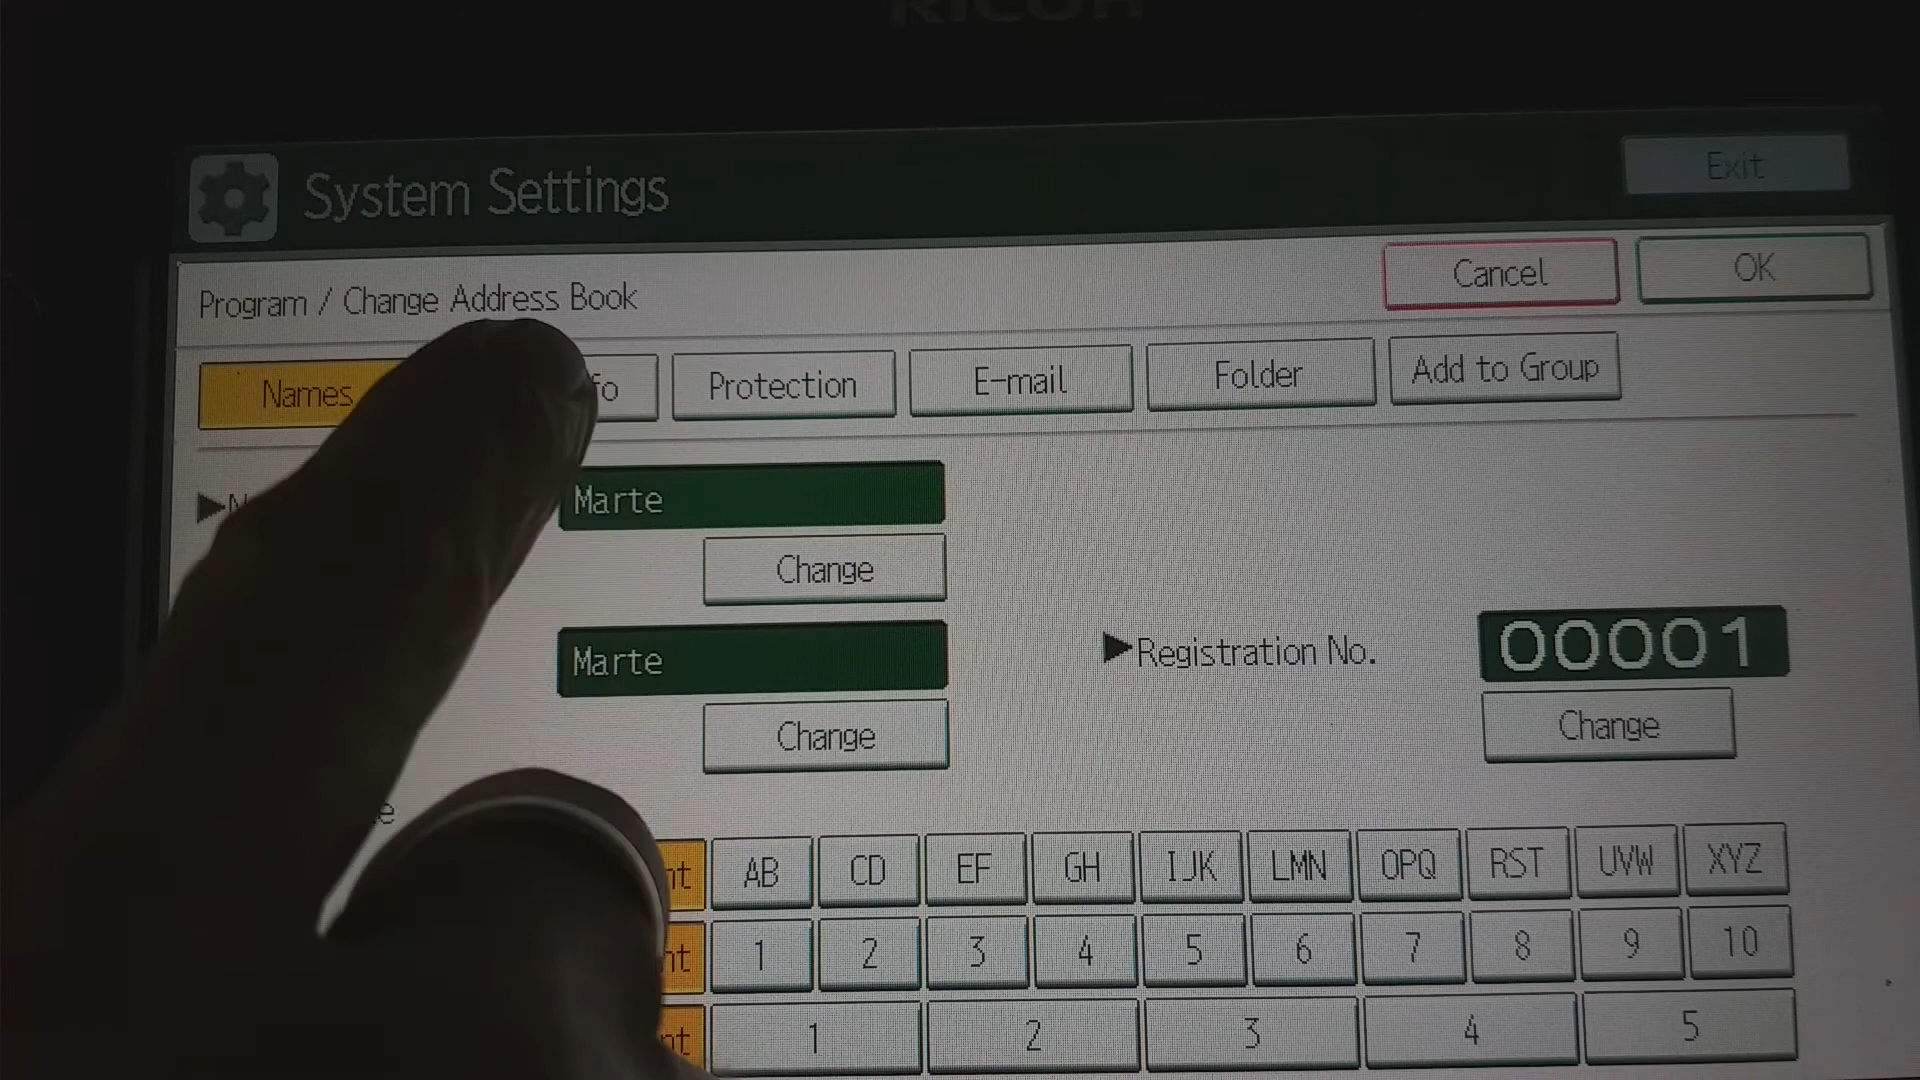 RICOH
System Settings
Exit
Program / Change Address Book
Cancel
OK
Names
Protection
E-mail
Folder
Add to Group
Marte
Change
Marte
▶Registration No.
00001
Change
Change
AB CD EF GH IJK LMN OPQ RST UVW XYZ
1 2 3 4 5 6 7 8 9 10
1 2 3 4 5